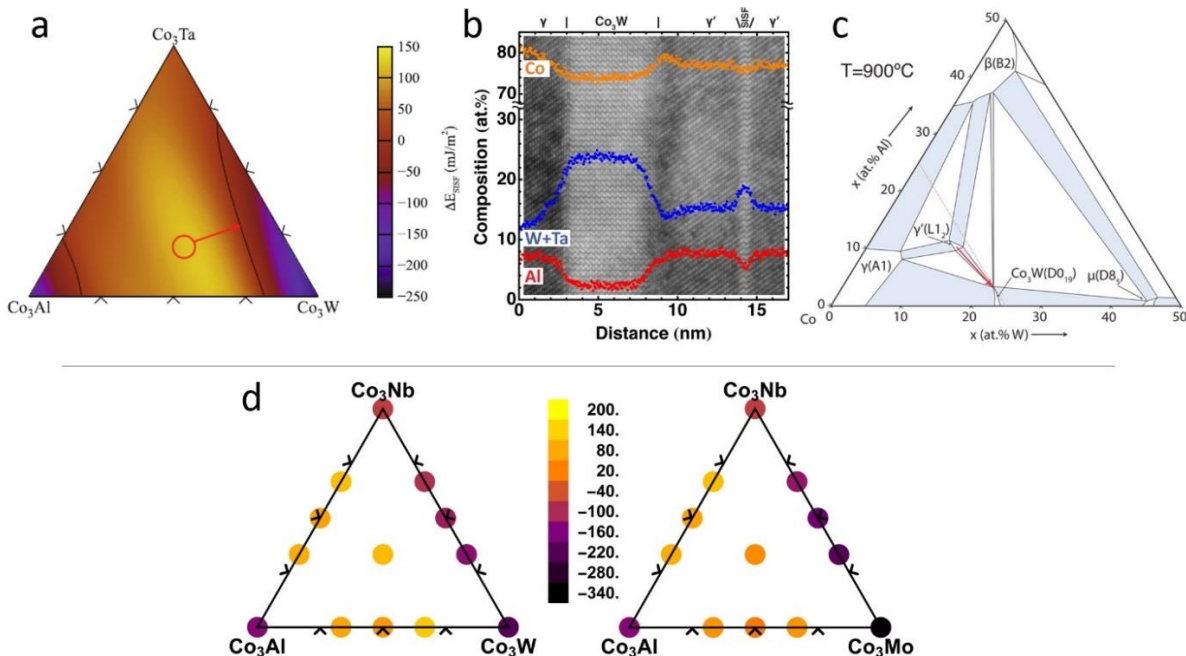 a
Co₃Ta
Co₃Al
Co₃W
150
100
50
0
-50
-100
-150
-200
-250
ΔE_SISF (mJ/m²)
b
γ | Co₃W | γ' \SISF/ γ'
Composition (at.%)
80
70
30
20
10
1
Co
W+Ta
Al
0 5 10 15
Distance (nm)
c
T=900ºC
50
40
30
20
10
0
x (at.% Al)
β(B2)
γ'(L1₂)
γ(A1)
Co₃W(D0₁₉)
μ(D8₅)
Co
0 10 20 30 40 50
x (at.% W)
d
Co₃Nb
Co₃Al
Co₃W
200.
140.
80.
20.
-40.
-100.
-160.
-220.
-280.
-340.
Co₃Nb
Co₃Al
Co₃Mo